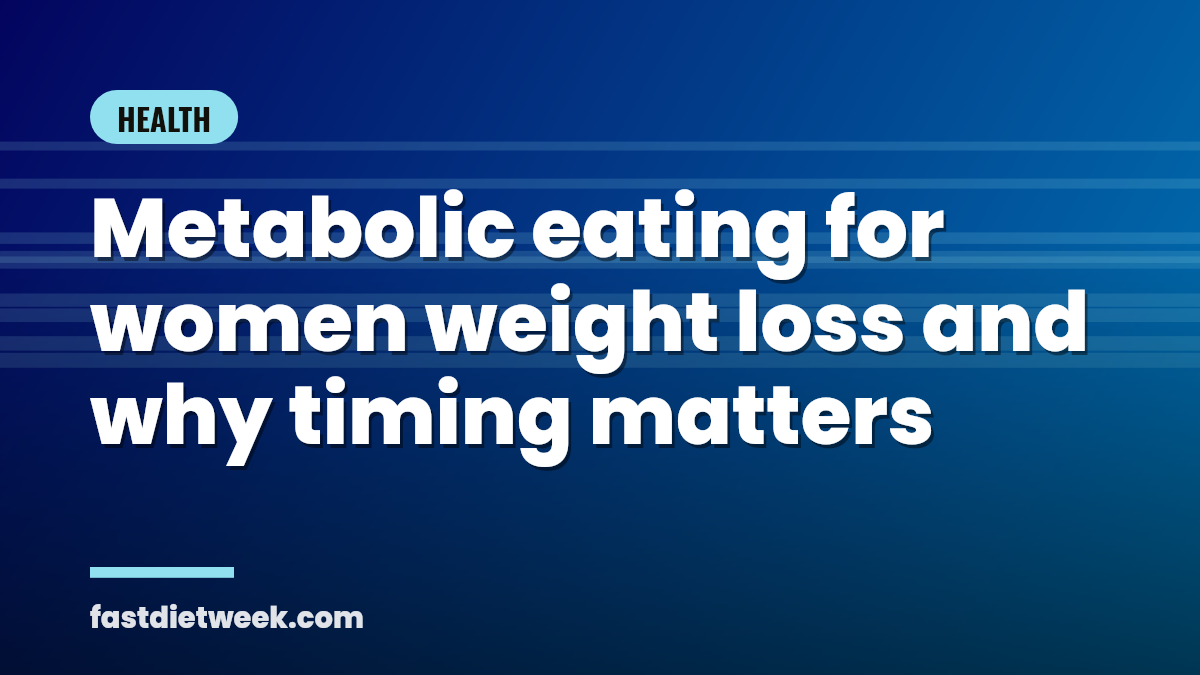 HEALTH
Metabolic eating for
women weight loss and
why timing matters
fastdietweek.com